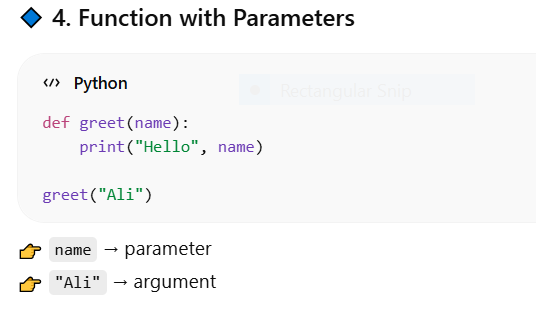 🔷 4. Function with Parameters
</> Python
Rectangular Snip
def greet(name):
    print("Hello", name)
greet("Ali")
👉 name → parameter
👉 "Ali" → argument